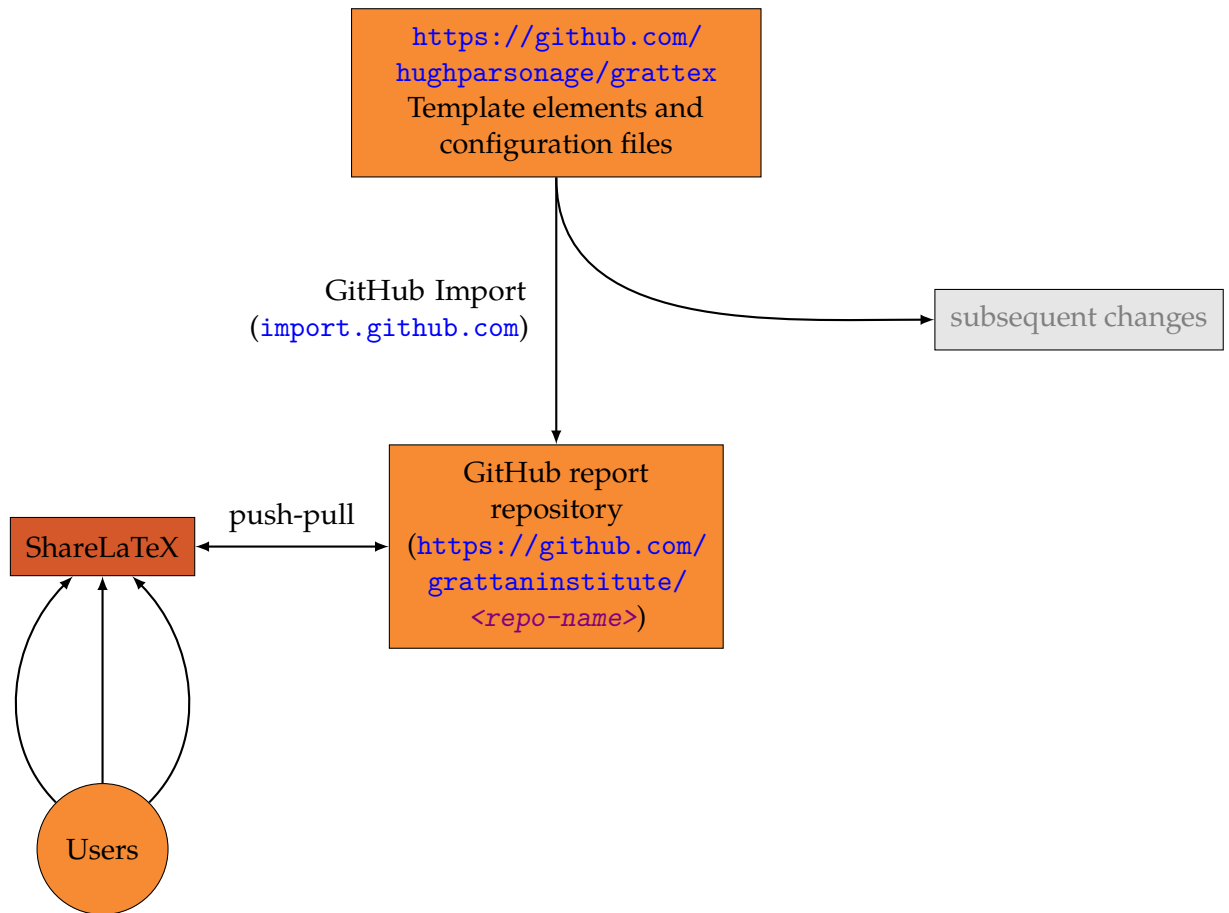 https://github.com/
hughparsonage/grattex
Template elements and
configuration files
GitHub Import
(import.github.com)
subsequent changes
GitHub report
repository
(https://github.com/
grattaninstitute/
<repo-name>)
push-pull
ShareLaTeX
Users